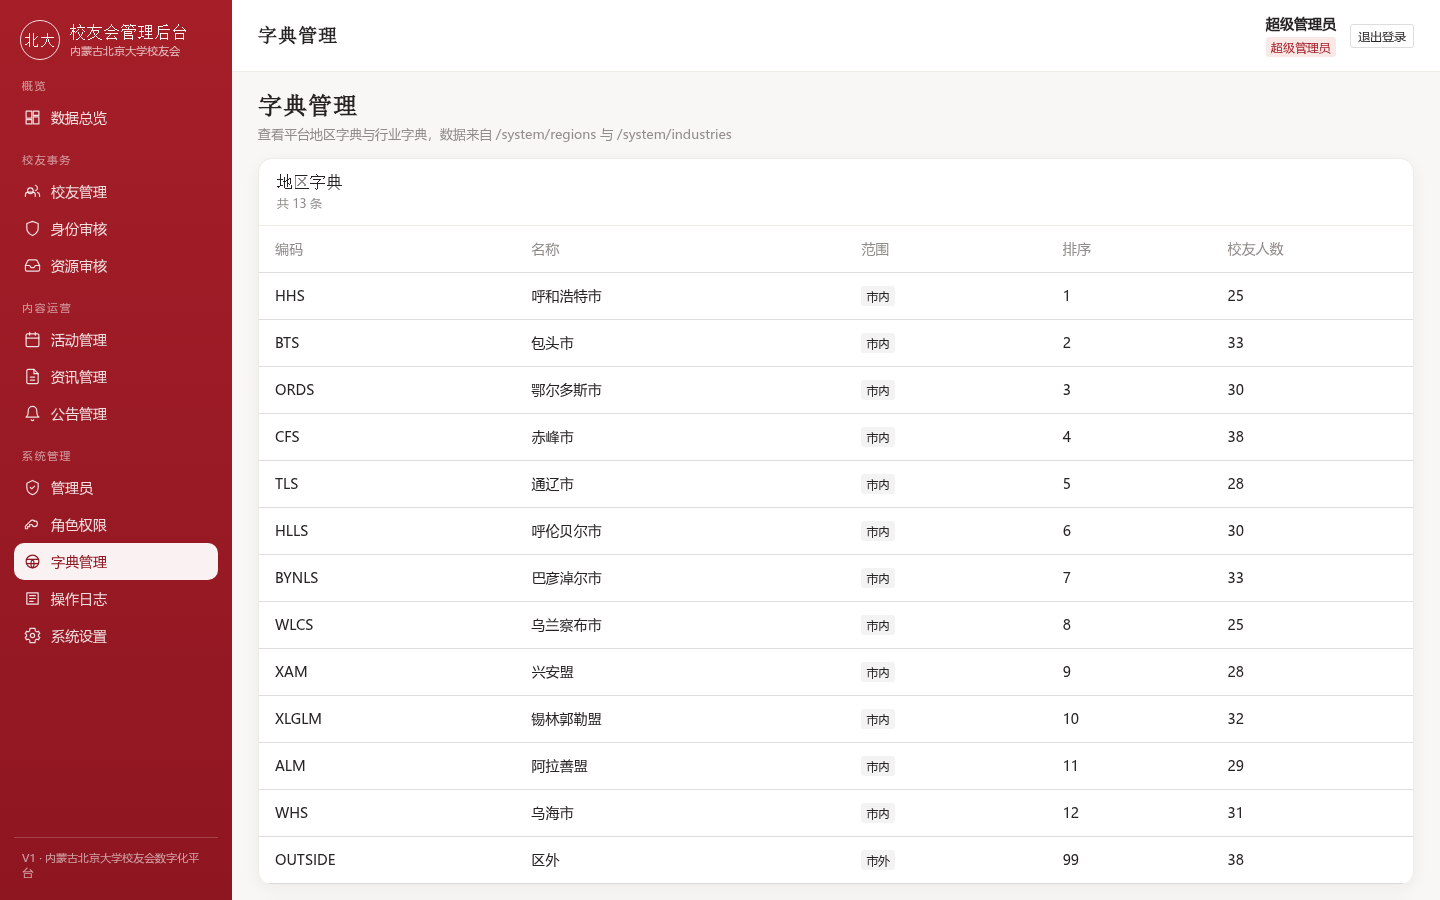 北大
校友会管理后台
内蒙古北京大学校友会
概览
数据总览
校友事务
校友管理
身份审核
资源审核
内容运营
活动管理
资讯管理
公告管理
系统管理
管理员
角色权限
字典管理
操作日志
系统设置
V1 · 内蒙古北京大学校友会数字化平
台
字典管理
超级管理员
超级管理员
退出登录
字典管理
查看平台地区字典与行业字典，数据来自 /system/regions 与 /system/industries
地区字典
共 13 条
编码 名称 范围 排序 校友人数
HHS 呼和浩特市 市内 1 25
BTS 包头市 市内 2 33
ORDS 鄂尔多斯市 市内 3 30
CFS 赤峰市 市内 4 38
TLS 通辽市 市内 5 28
HLLS 呼伦贝尔市 市内 6 30
BYNLS 巴彦淖尔市 市内 7 33
WLCS 乌兰察布市 市内 8 25
XAM 兴安盟 市内 9 28
XLGLM 锡林郭勒盟 市内 10 32
ALM 阿拉善盟 市内 11 29
WHS 乌海市 市内 12 31
OUTSIDE 区外 市外 99 38